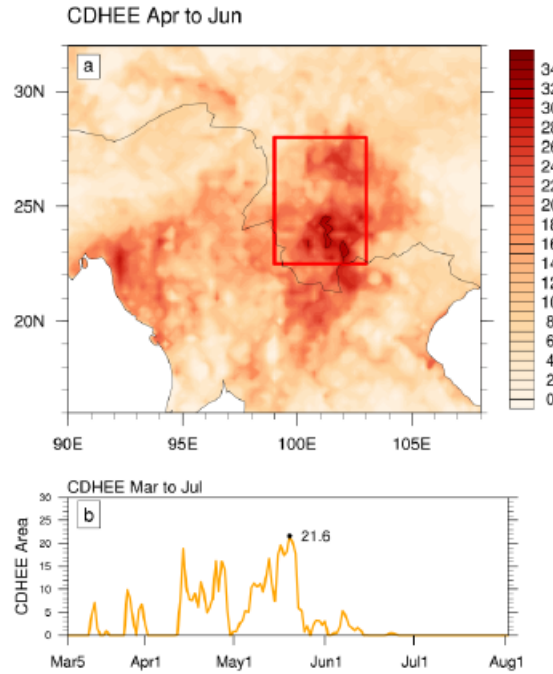 CDHEE Apr to Jun
a
30N
25N
20N
90E 95E 100E 105E
34
32
30
28
26
24
22
20
18
16
14
12
10
8
6
4
2
0
CDHEE Mar to Jul
b
CDHEE Area
30
25
20
15
10
5
0
21.6
Mar5 Apr1 May1 Jun1 Jul1 Aug1